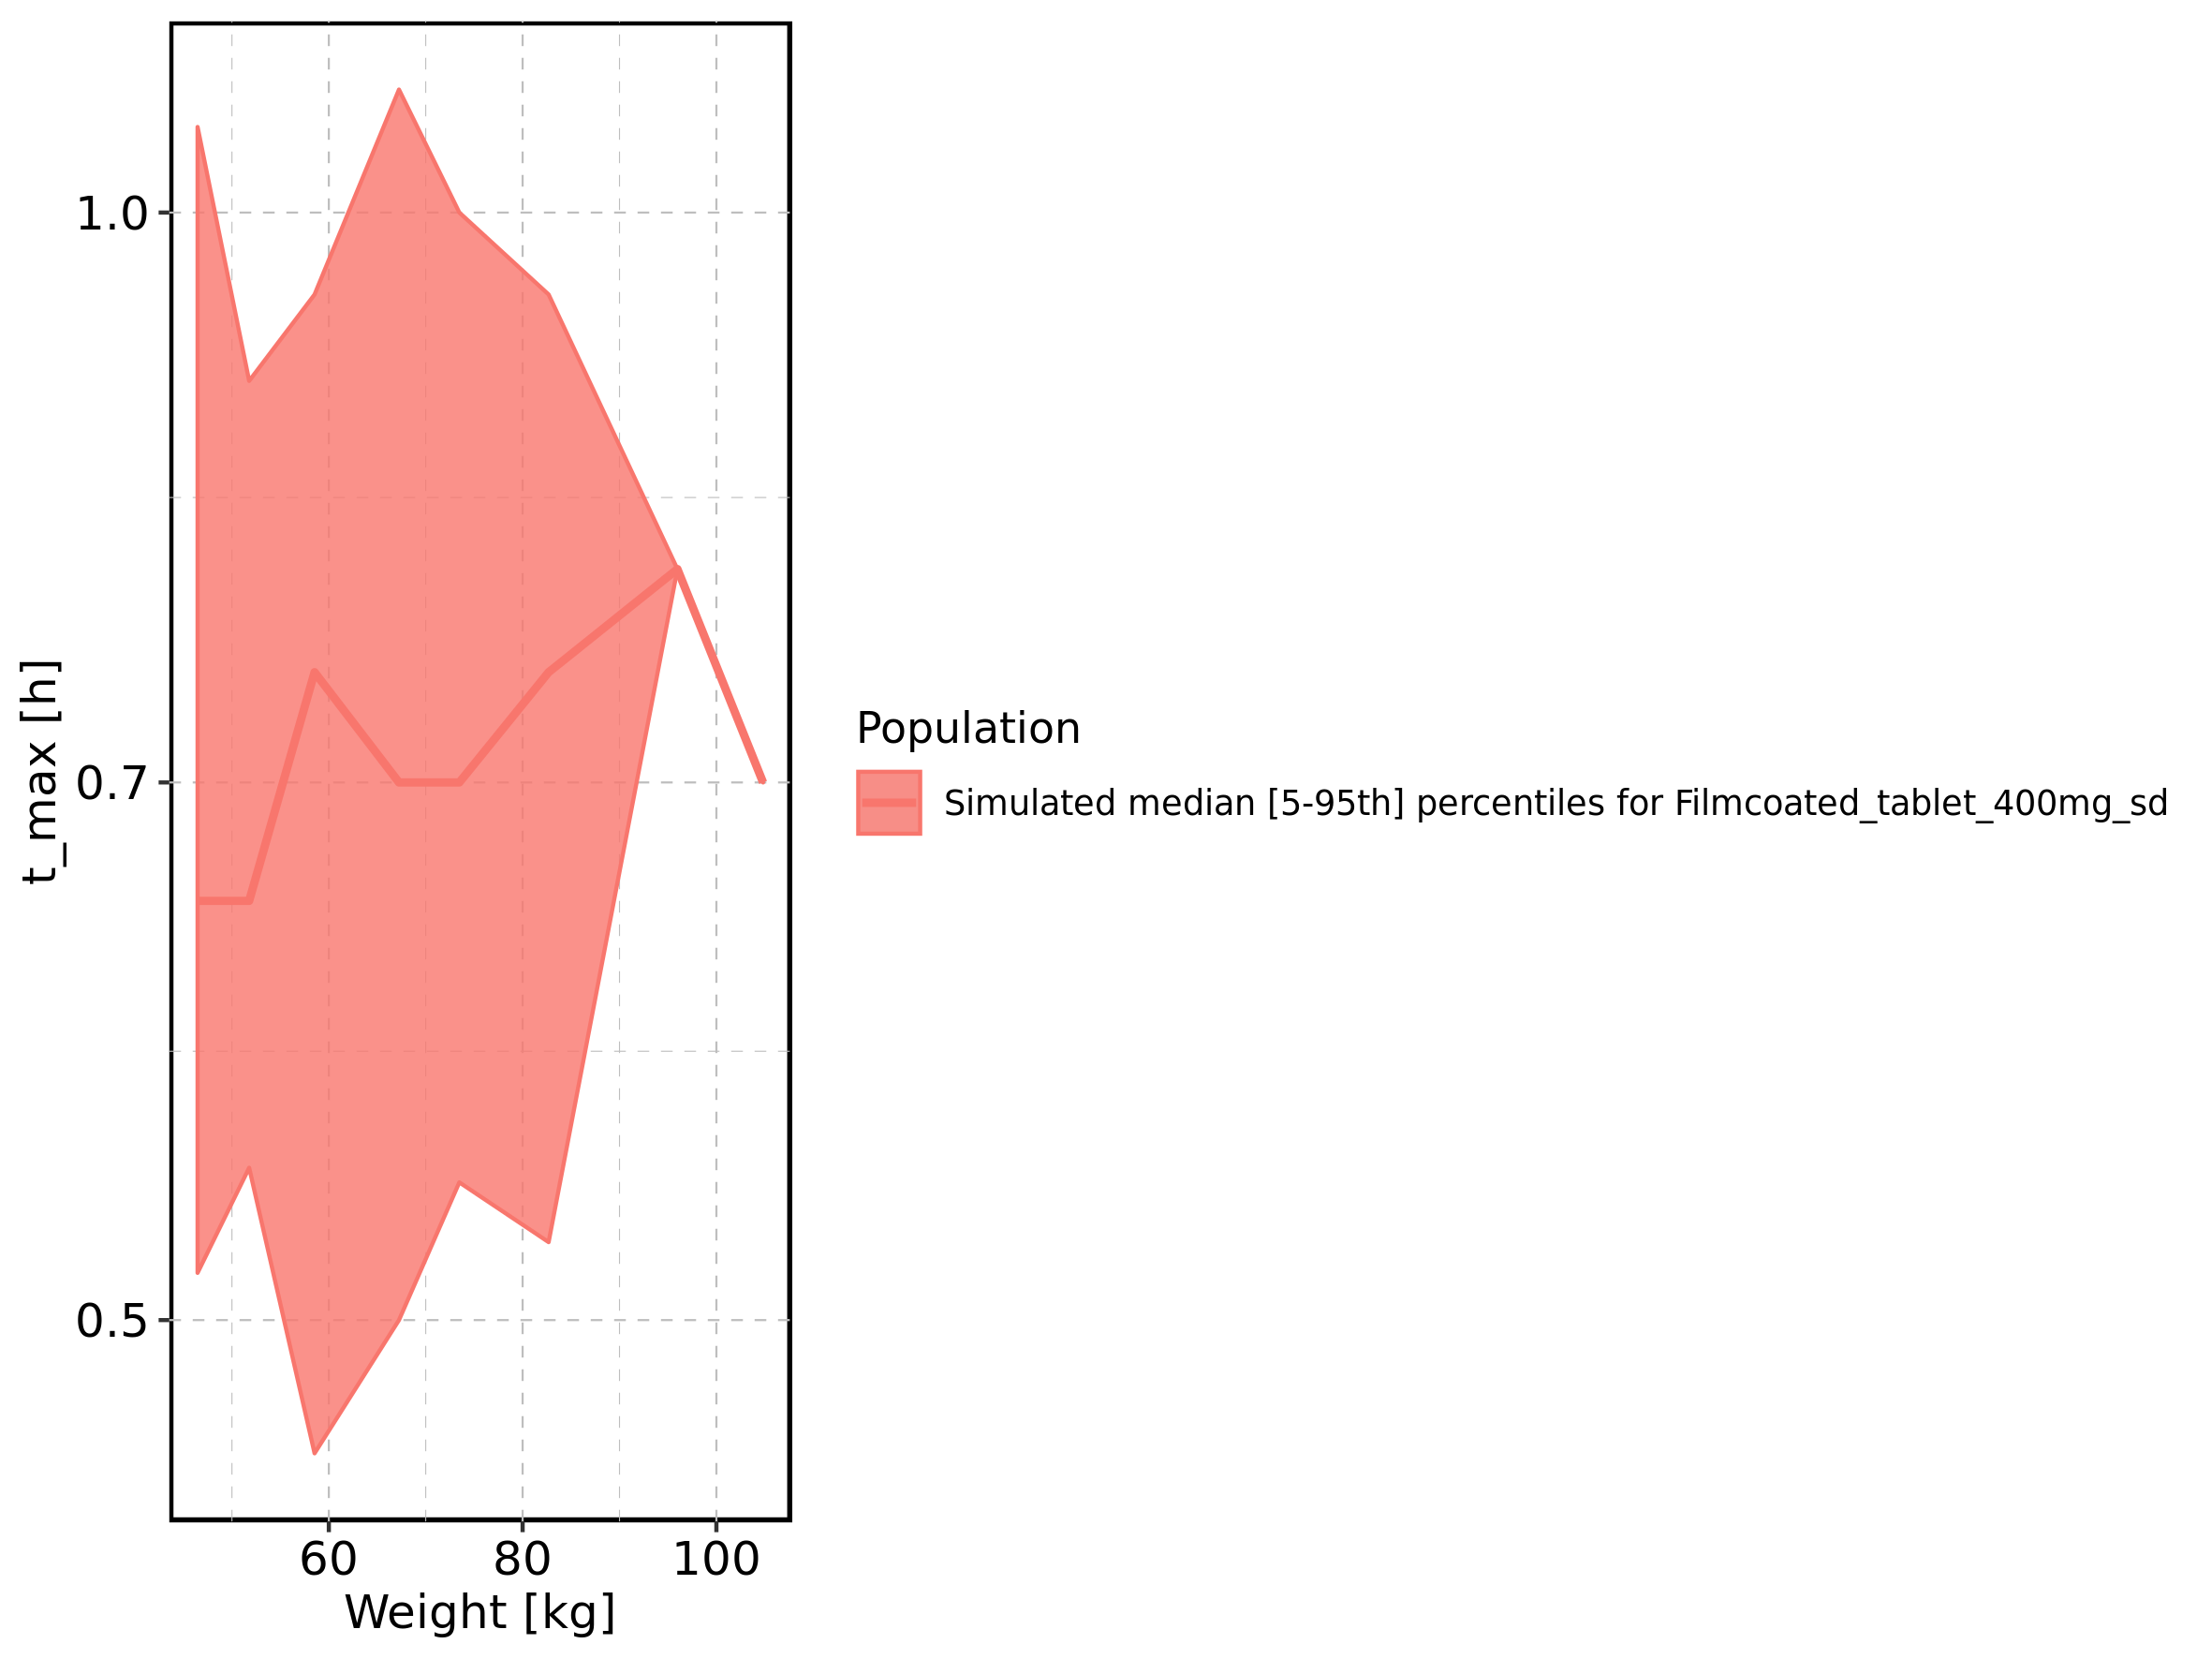 1.0
0.7
0.5
t_max [h]
60 80 100
Weight [kg]
Population
Simulated median [5-95th] percentiles for Filmcoated_tablet_400mg_sd